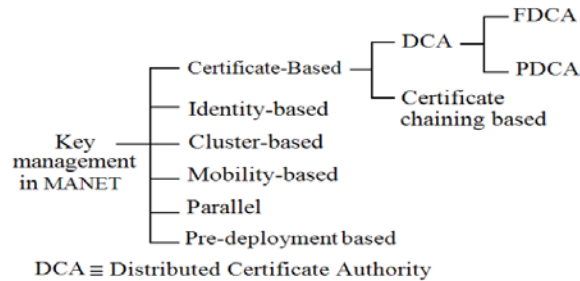 FDCA
DCA
PDCA
Certificate-Based
Certificate
chaining based
Identity-based
Key
management
in MANET
Cluster-based
Mobility-based
Parallel
Pre-deployment based
DCA ≡ Distributed Certificate Authority